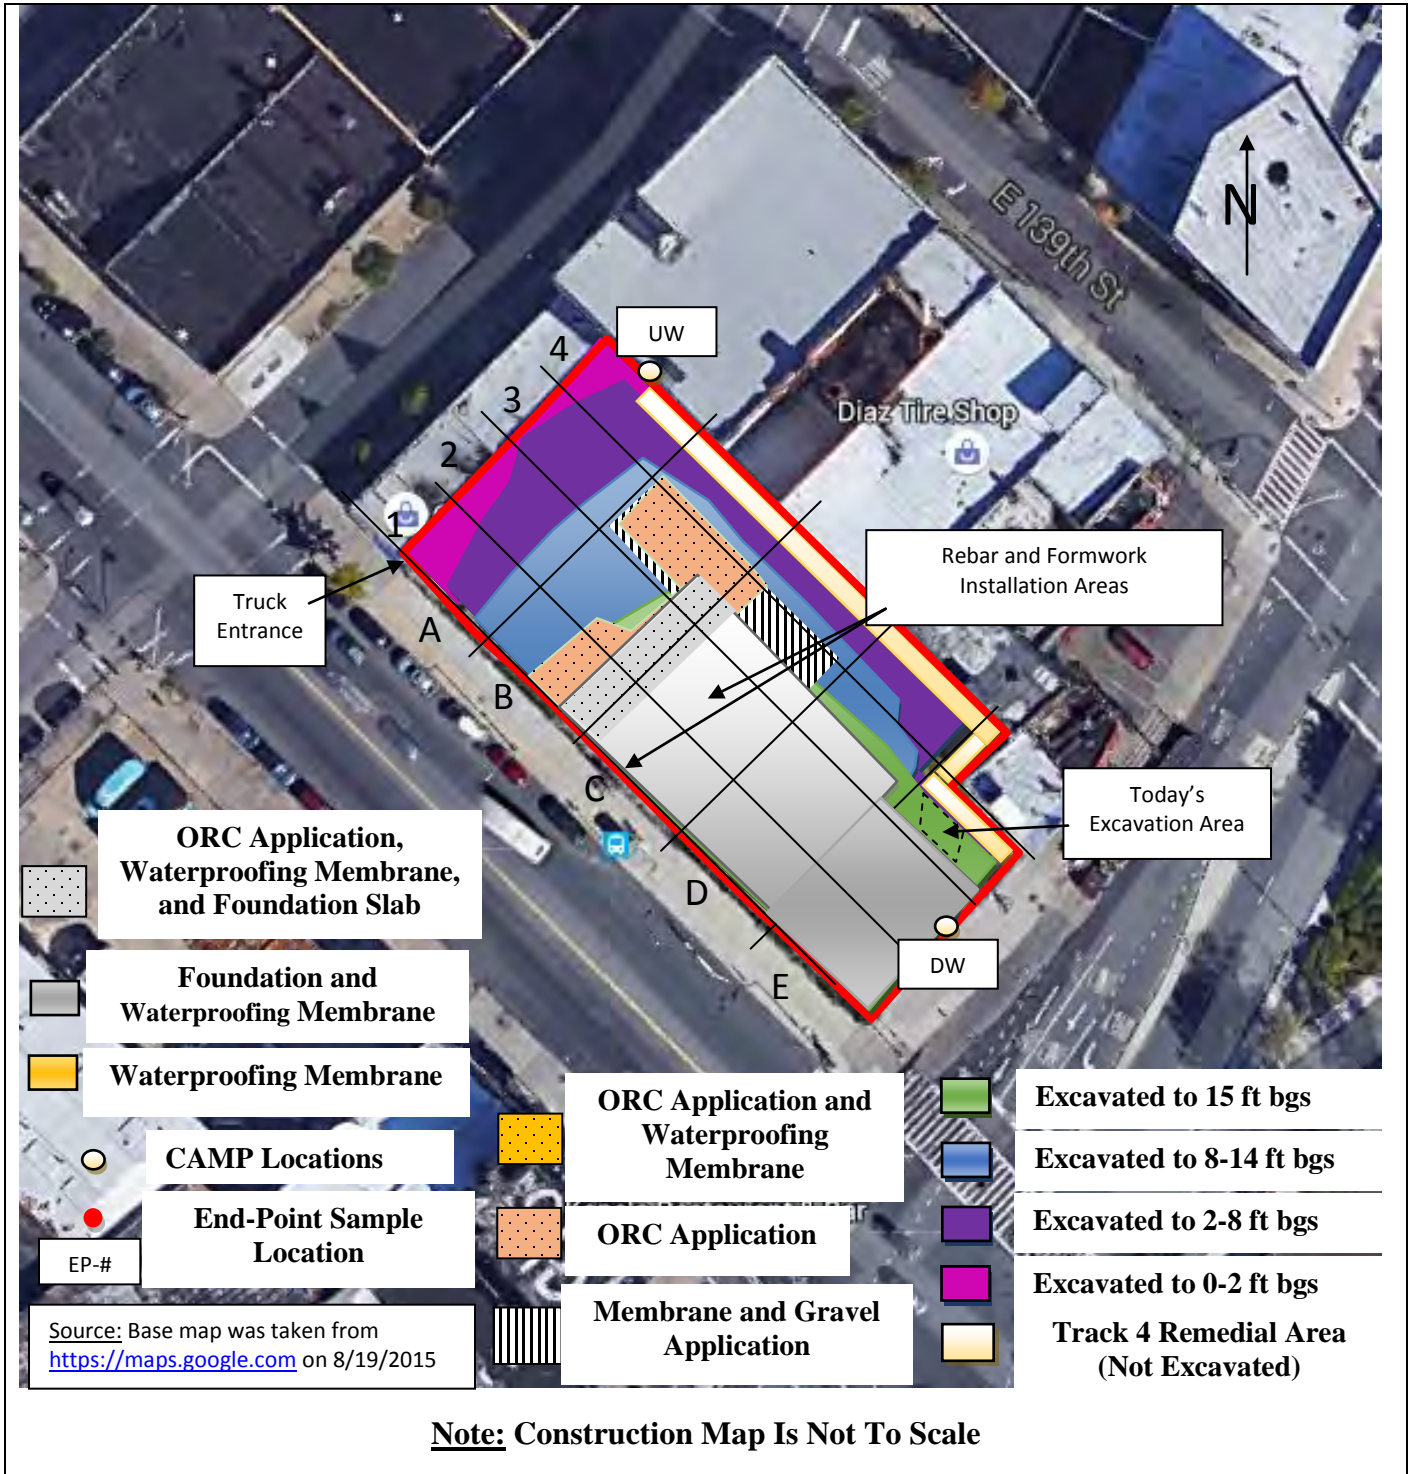 E 139th St
N
UW
4
3
Diaz Tire Shop
2
1
Rebar and Formwork
Installation Areas
Truck
Entrance
A
B
C
Today's
Excavation Area
D
DW
E
ORC Application,
Waterproofing Membrane,
and Foundation Slab
Foundation and
Waterproofing Membrane
Waterproofing Membrane
CAMP Locations
End-Point Sample
Location
EP-#
Source: Base map was taken from
https://maps.google.com on 8/19/2015
ORC Application and
Waterproofing
Membrane
ORC Application
Membrane and Gravel
Application
Excavated to 15 ft bgs
Excavated to 8-14 ft bgs
Excavated to 2-8 ft bgs
Excavated to 0-2 ft bgs
Track 4 Remedial Area
(Not Excavated)
Note: Construction Map Is Not To Scale